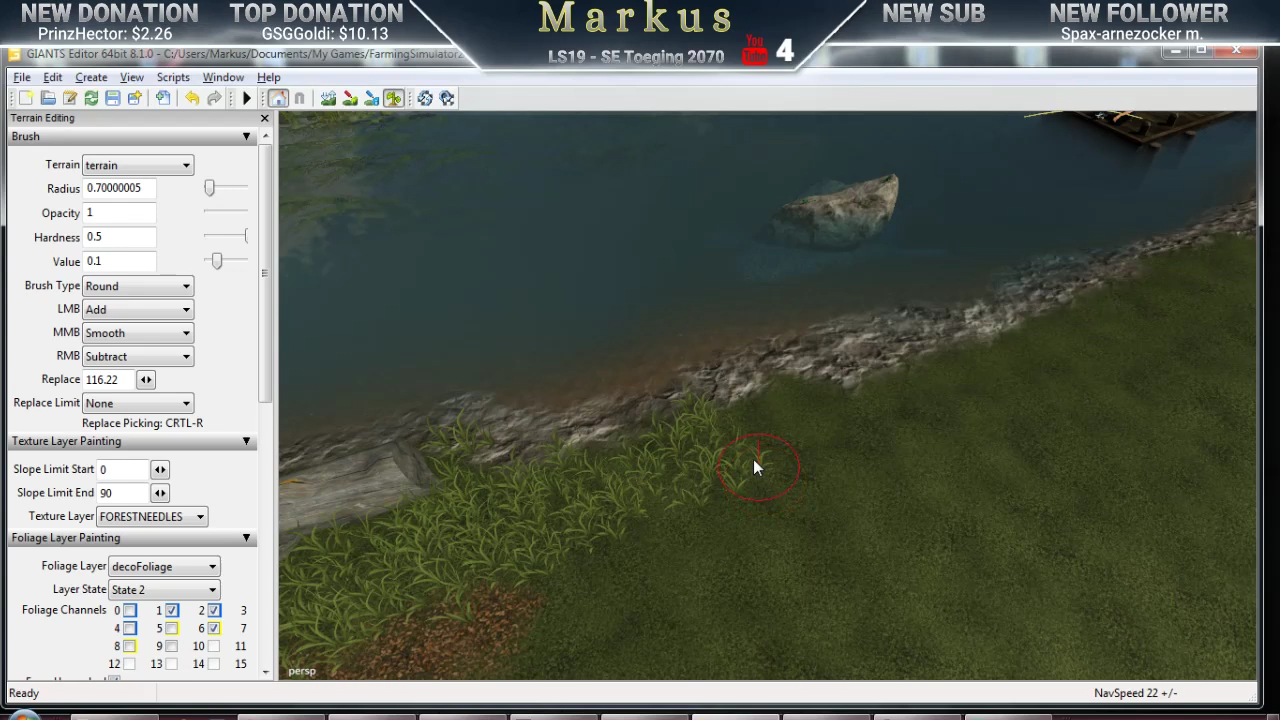 NEW DONATION
PrinzHector: $2.26
TOP DONATION
GSGGoldi: $10.13
Markus
LS19 - SE Toeging 2070
You
Tube
4
NEW SUB
NEW FOLLOWER
Spax-arnezocker m.
GIANTS Editor 64bit 8.1.0 - C:/Users/Markus/Documents/My Games/FarmingSimulator2
File Edit Create View Scripts Window Help
Terrain Editing
Brush
Terrain terrain
Radius 0.70000005
Opacity 1
Hardness 0.5
Value 0.1
Brush Type Round
LMB Add
MMB Smooth
RMB Subtract
Replace 116.22
Replace Limit None
Replace Picking: CRTL-R
Texture Layer Painting
Slope Limit Start 0
Slope Limit End 90
Texture Layer FORESTNEEDLES
Foliage Layer Painting
Foliage Layer decoFoliage
Layer State State 2
Foliage Channels 0 1 2 3
4 5 6 7
8 9 10 11
12 13 14 15
persp
Ready
NavSpeed 22 +/-